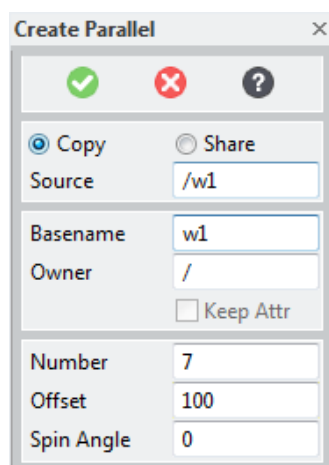 Create Parallel
Copy Share
Source /w1
Basename w1
Owner /
Keep Attr
Number 7
Offset 100
Spin Angle 0